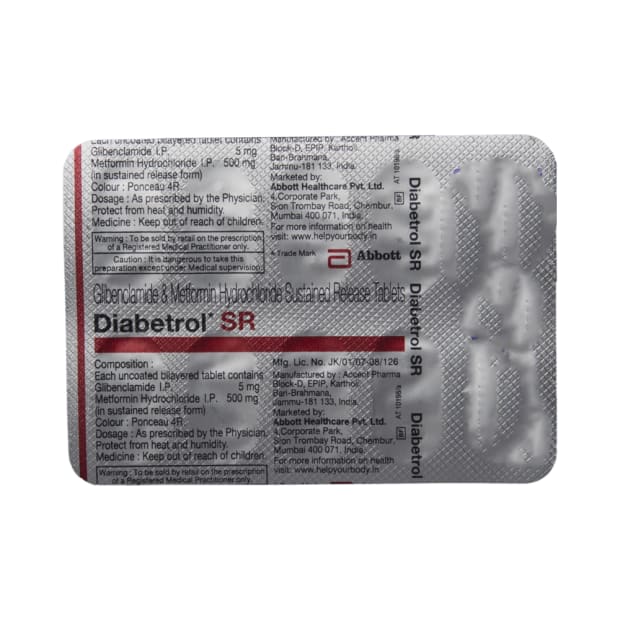 Each uncoated bilayered tablet contains
Glibenclamide I.P. 5 mg
Metformin Hydrochloride I.P. 500 mg
(in sustained release form)
Colour : Ponceau 4R.
Dosage : As prescribed by the Physician.
Protect from heat and humidity.
Medicine : Keep out of reach of children.
Warning : To be sold by retail on the prescription
of a Registered Medical Practitioner only.
Caution : It is dangerous to take this
preparation except under Medical supervision
Manufactured by : Accent Pharma
Block-D, EPIP, Kartholi
Bari-Brahmana,
Jammu-181 133, India.
Marketed by:
Abbott Healthcare Pvt. Ltd.
4,Corporate Park,
Sion Trombay Road, Chembur,
Mumbai 400 071, India.
For more information on health
visit: www.helpyourbody.in
* Trade Mark
Abbott
Glibenclamide & Metformin Hydrochloride Sustained Release Tablets
Diabetrol* SR
Composition :
Each uncoated bilayered tablet contains
Glibenclamide I.P. 5 mg
Metformin Hydrochloride I.P. 500 mg
(in sustained release form)
Colour : Ponceau 4R.
Dosage : As prescribed by the Physician.
Protect from heat and humidity.
Medicine : Keep out of reach of children.
Warning : To be sold by retail on the prescription
of a Registered Medical Practitioner only.
Mfg. Lic. No. JK/01/07-08/126
Manufactured by : Accent Pharma
Block-D, EPIP, Kartholi
Bari-Brahmana,
Jammu-181 133, India.
Marketed by:
Abbott Healthcare Pvt. Ltd.
4,Corporate Park,
Sion Trombay Road, Chembur,
Mumbai 400 071, India.
For more information on health
visit: www.helpyourbody.in
Diabetrol SR
Diabetrol SR
Diabetrol